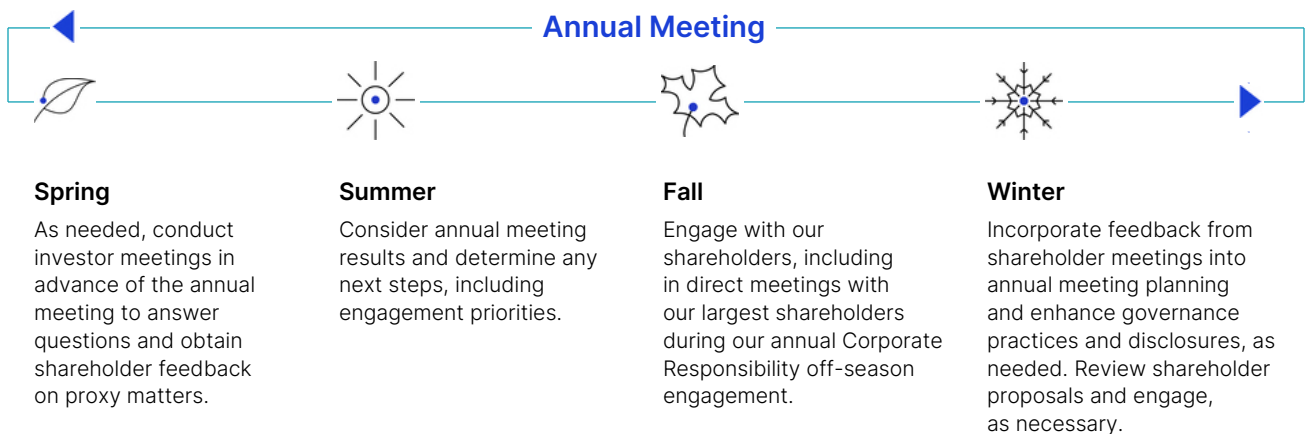 Annual Meeting
Spring
As needed, conduct
investor meetings in
advance of the annual
meeting to answer
questions and obtain
shareholder feedback
on proxy matters.
Summer
Consider annual meeting
results and determine any
next steps, including
engagement priorities.
Fall
Engage with our
shareholders, including
in direct meetings with
our largest shareholders
during our annual Corporate
Responsibility off-season
engagement.
Winter
Incorporate feedback from
shareholder meetings into
annual meeting planning
and enhance governance
practices and disclosures, as
needed. Review shareholder
proposals and engage,
as necessary.